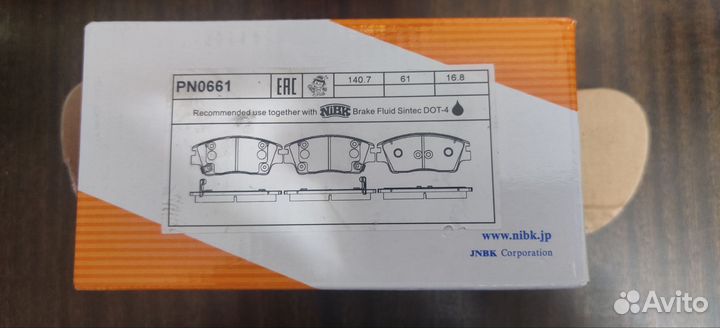 PN0661 EAC 140.7 61 16.8
Recommended use together with NiBK Brake Fluid Sintec DOT-4
www.nibk.jp
JNBK Corporation
Avito